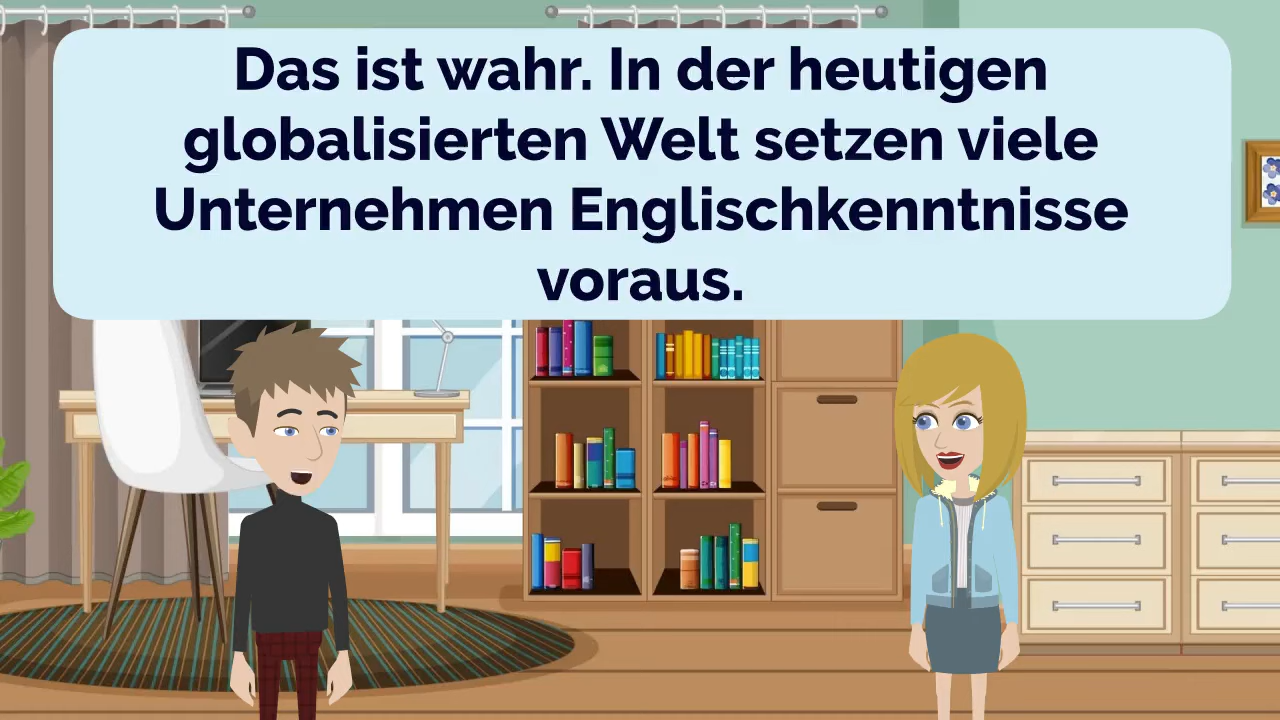 Das ist wahr. In der heutigen
globalisierten Welt setzen viele
Unternehmen Englischkenntnisse
voraus.